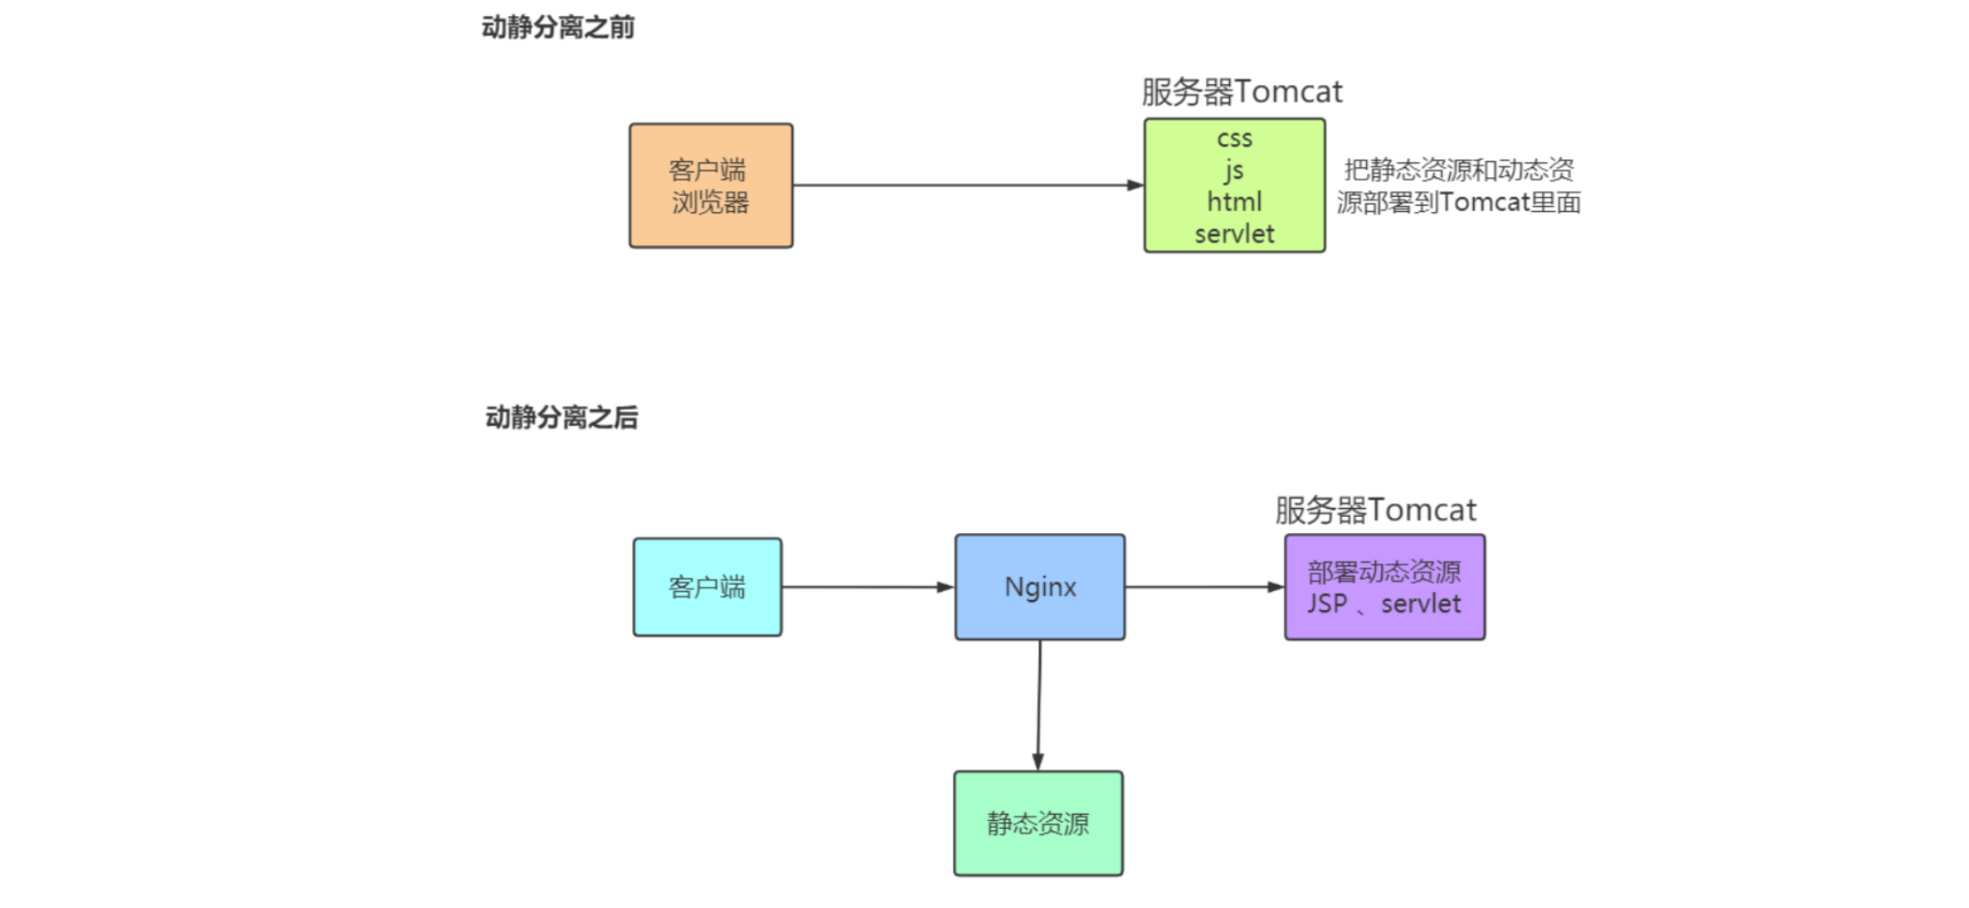 动静分离之前
服务器Tomcat
客户端
浏览器
css
js
html
servlet
把静态资源和动态资
源部署到Tomcat里面
动静分离之后
服务器Tomcat
客户端
Nginx
部署动态资源
JSP 、servlet
静态资源